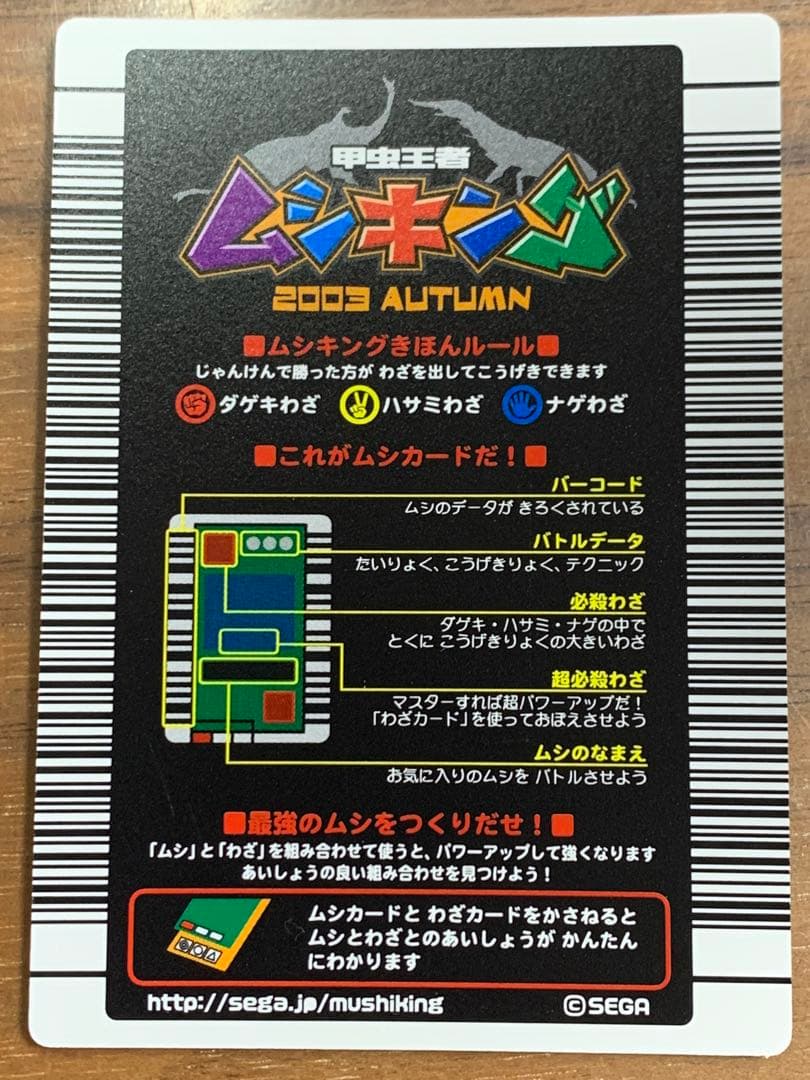 甲虫王者
ムシキング
2003 AUTUMN
■ムシキングきほんルール■
じゃんけんで勝った方が わざを出してこうげきできます
ダゲキわざ ハサミわざ ナゲわざ
■これがムシカードだ！■
バーコード
ムシのデータが きろくされている
バトルデータ
たいりょく、こうげきりょく、テクニック
必殺わざ
ダゲキ・ハサミ・ナゲの中で
とくに こうげきりょくの大きいわざ
超必殺わざ
マスターすれば超パワーアップだ！
「わざカード」を使っておぼえさせよう
ムシのなまえ
お気に入りのムシを バトルさせよう
■最強のムシをつくりだせ！■
「ムシ」と「わざ」を組み合わせて使うと、パワーアップして強くなります
あいしょうの良い組み合わせを見つけよう！
ムシカードと わざカードをかさねると
ムシとわざとのあいしょうが かんたん
にわかります
http://sega.jp/mushiking ©SEGA